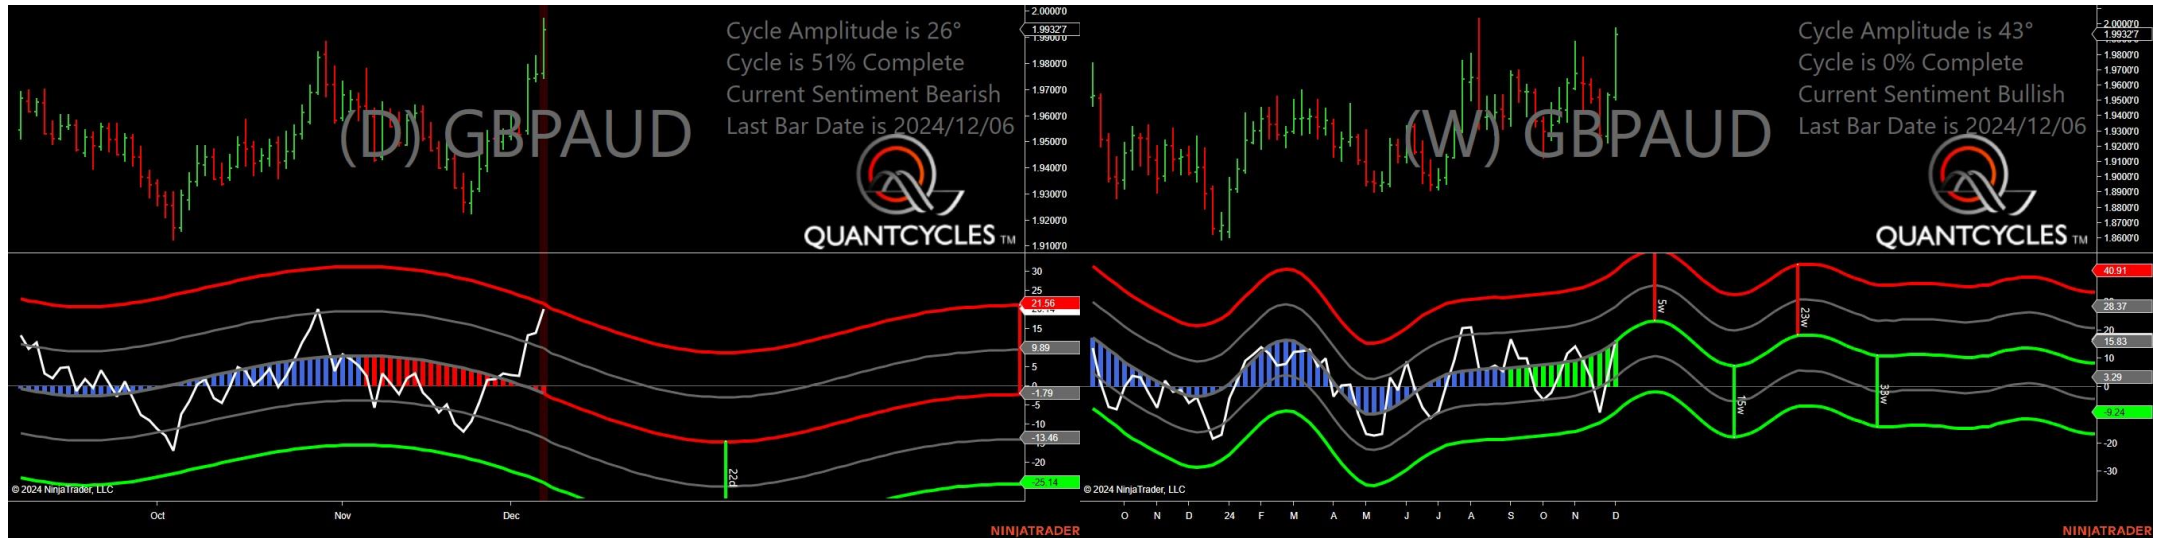 Cycle Amplitude is 26°
Cycle is 51% Complete
Current Sentiment Bearish
Last Bar Date is 2024/12/06
(D) GBPAUD
QUANTCYCLES TM
2.0000'0
1.9932'7
1.9900'0
1.9800'0
1.9700'0
1.9600'0
1.9500'0
1.9400'0
1.9300'0
1.9200'0
1.9100'0
30
25
21.56
15
9.89
0
-1.79
-5
-10
-13.46
-20
-25.14
22d
© 2024 NinjaTrader, LLC
Oct Nov Dec
NINJATRADER
Cycle Amplitude is 43°
Cycle is 0% Complete
Current Sentiment Bullish
Last Bar Date is 2024/12/06
(W) GBPAUD
QUANTCYCLES TM
2.0000'0
1.9932'7
1.9800'0
1.9700'0
1.9600'0
1.9500'0
1.9400'0
1.9300'0
1.9200'0
1.9100'0
1.9000'0
1.8900'0
1.8800'0
1.8700'0
1.8600'0
40.91
28.37
20
15.83
10
3.29
0
-9.24
-20
-30
5w
23w
15w
33w
© 2024 NinjaTrader, LLC
O N D 24 F M A M J J A S O N D
NINJATRADER